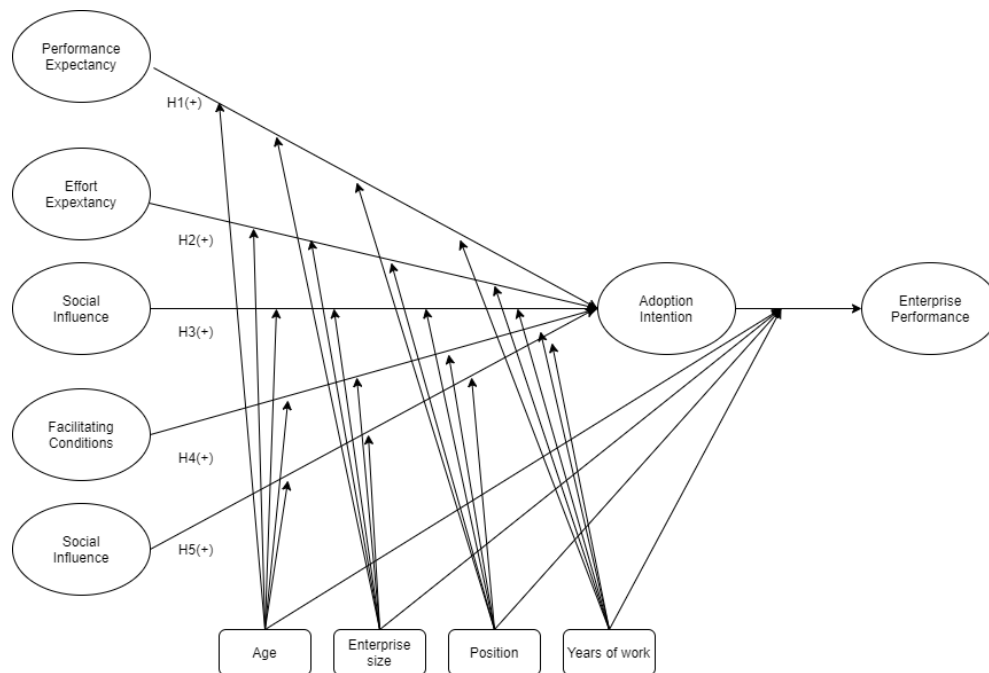 Performance
Expectancy
H1(+)
Effort
Expextancy
H2(+)
Social
Influence
H3(+)
Adoption
Intention
Enterprise
Performance
Facilitating
Conditions
H4(+)
Social
Influence
H5(+)
Age
Enterprise
size
Position
Years of work